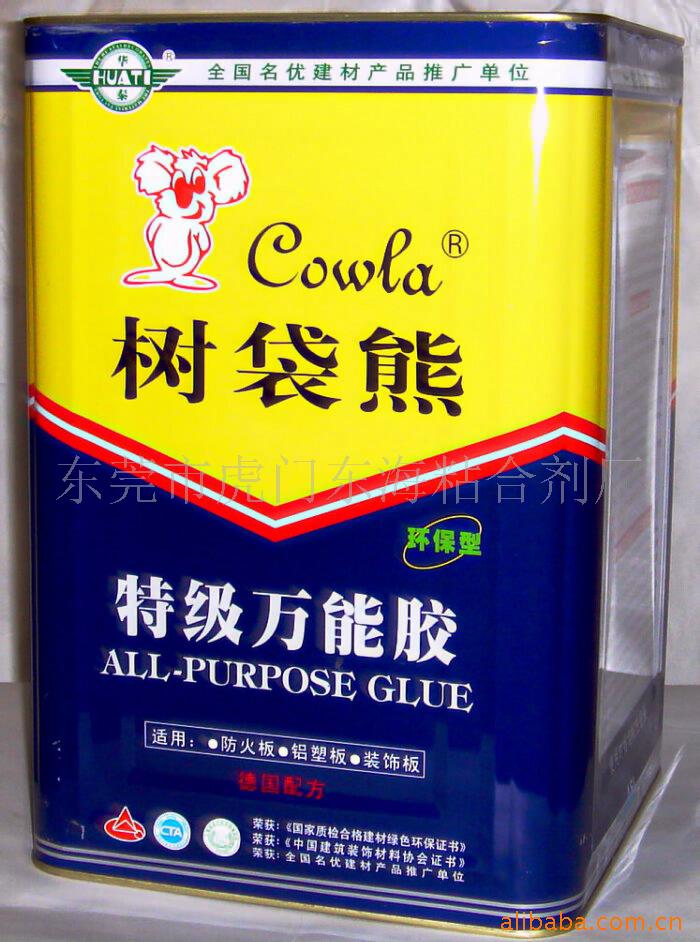 华
HUATI
泰
®
全国名优建材产品推广单位
Cowla®
树袋熊
东莞市虎门东海粘合剂厂
环保型
特级万能胶
ALL-PURPOSE GLUE
适用：●防火板●铝塑板●装饰板
德国配方
CTA
荣获：《国家质检合格建材绿色环保证书》
荣获：《中国建筑装饰材料协会证书》
荣获：全国名优建材产品推广单位
alibaba.com.cn